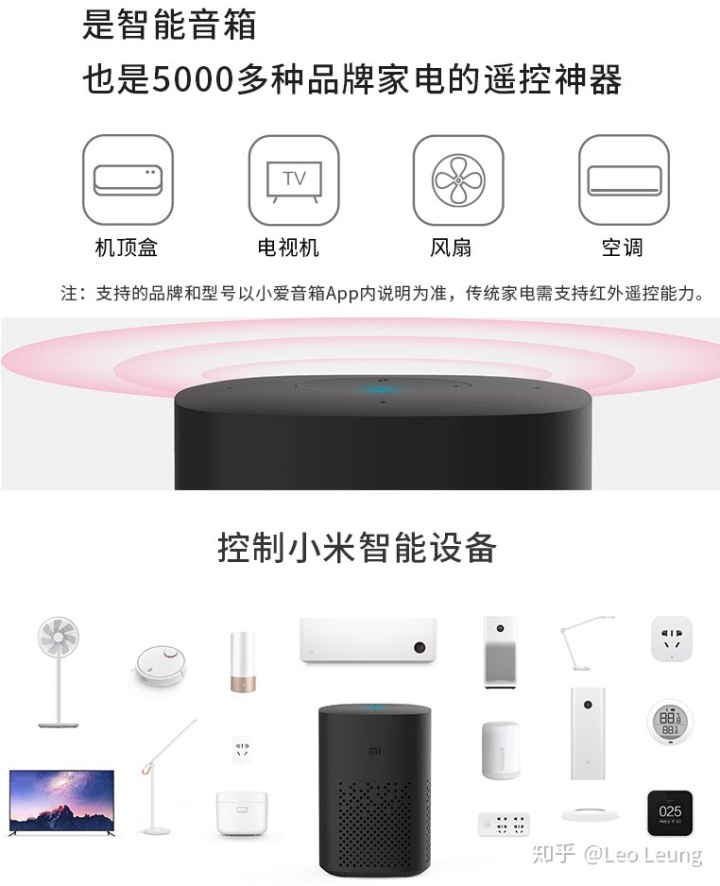 是智能音箱
也是5000多种品牌家电的遥控神器
TV
机顶盒 电视机 风扇 空调
注：支持的品牌和型号以小爱音箱App内说明为准，传统家电需支持红外遥控能力。
控制小米智能设备
mi
025
知乎 @Leo Leung